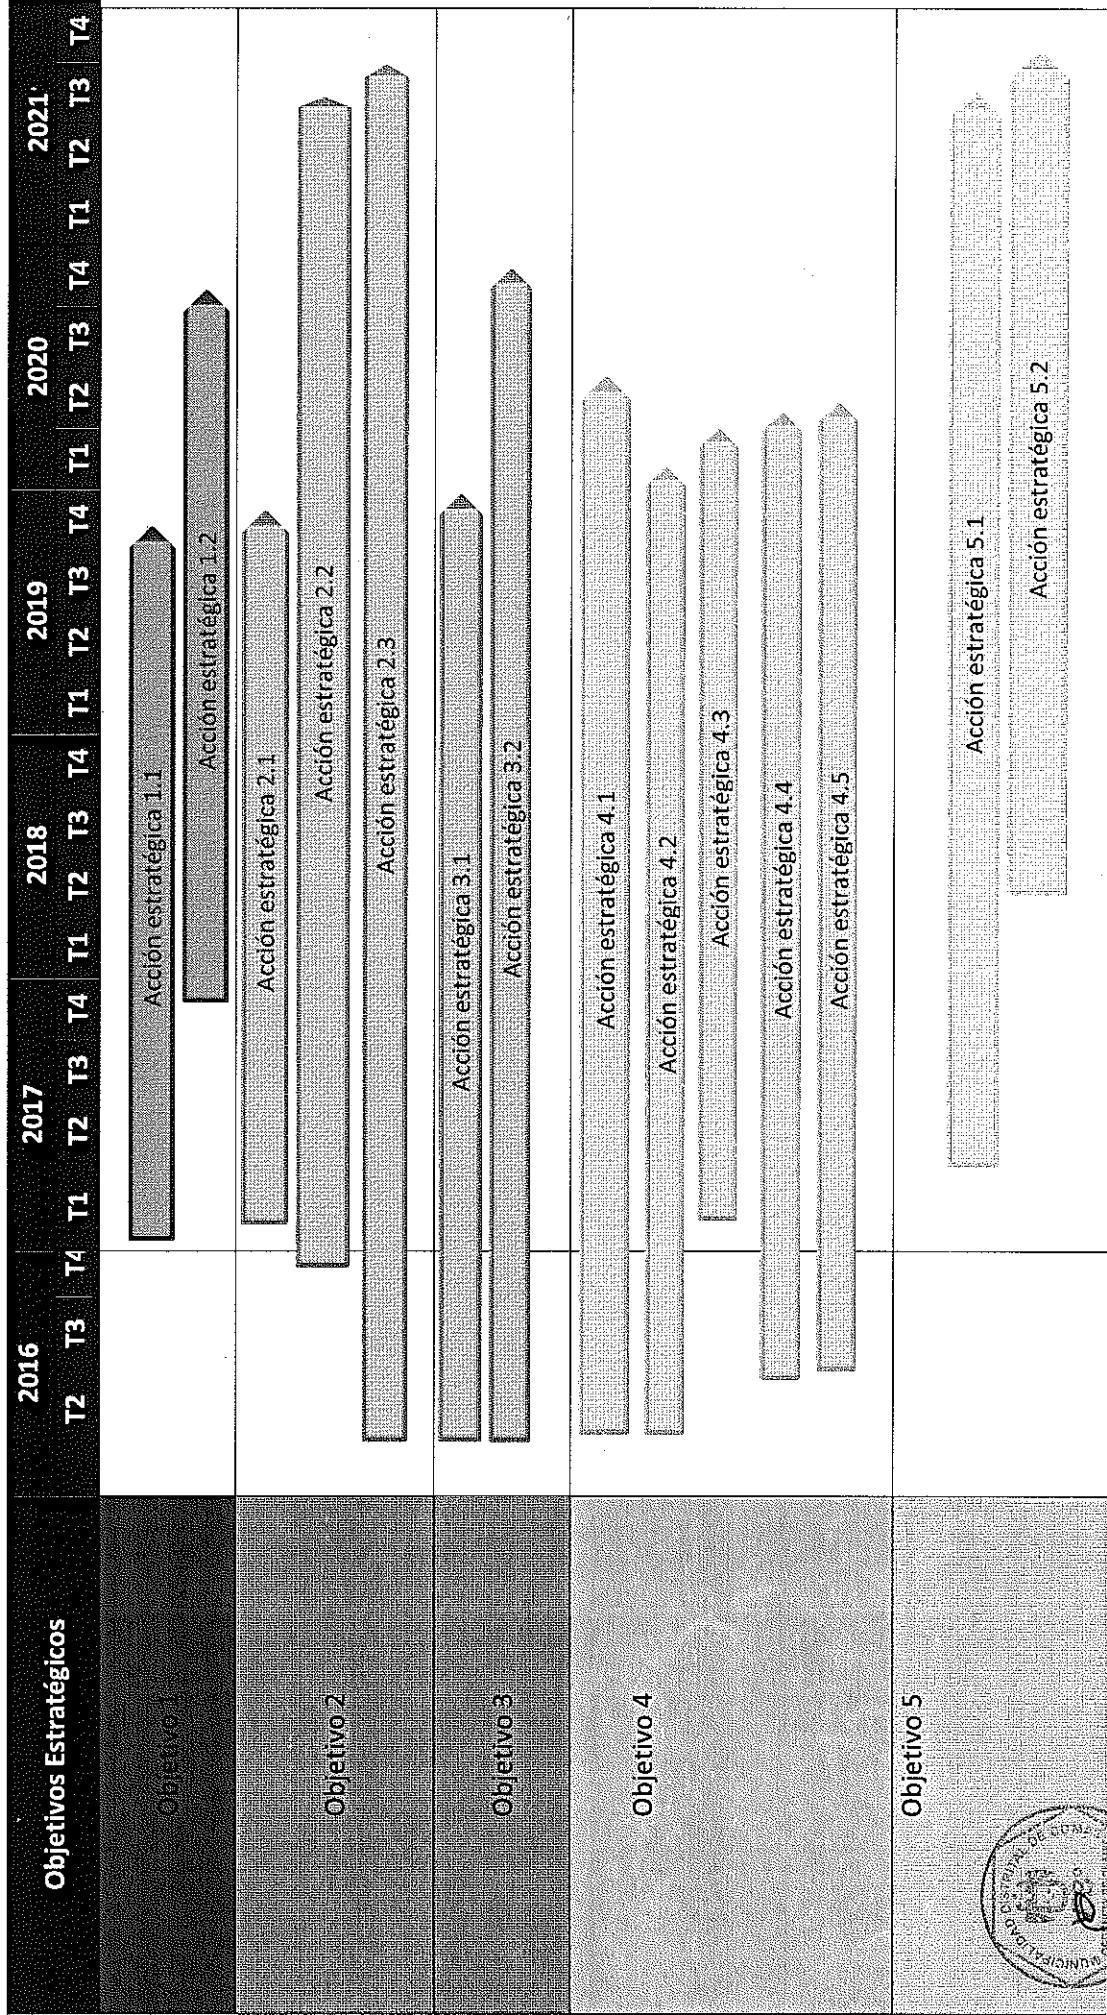 Objetivos Estratégicos
2016 2017 2018 2019 2020 2021
T2 T3 T4 T1 T2 T3 T4 T1 T2 T3 T4 T1 T2 T3 T4 T1 T2 T3 T4 T1 T2 T3 T4
Objetivo 1
Acción estratégica 1.1
Acción estratégica 1.2
Objetivo 2
Acción estratégica 2.1
Acción estratégica 2.2
Acción estratégica 2.3
Objetivo 3
Acción estratégica 3.1
Acción estratégica 3.2
Objetivo 4
Acción estratégica 4.1
Acción estratégica 4.2
Acción estratégica 4.3
Acción estratégica 4.4
Acción estratégica 4.5
Objetivo 5
Acción estratégica 5.1
Acción estratégica 5.2
MUNICIPALIDAD DISTRITAL DE